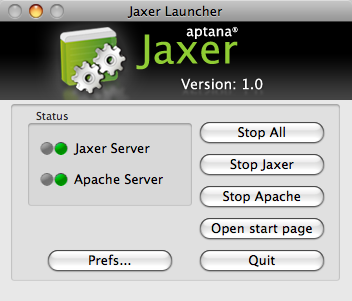 Jaxer Launcher
aptana®
Jaxer
Version: 1.0
Status
Jaxer Server
Apache Server
Stop All
Stop Jaxer
Stop Apache
Open start page
Prefs...
Quit